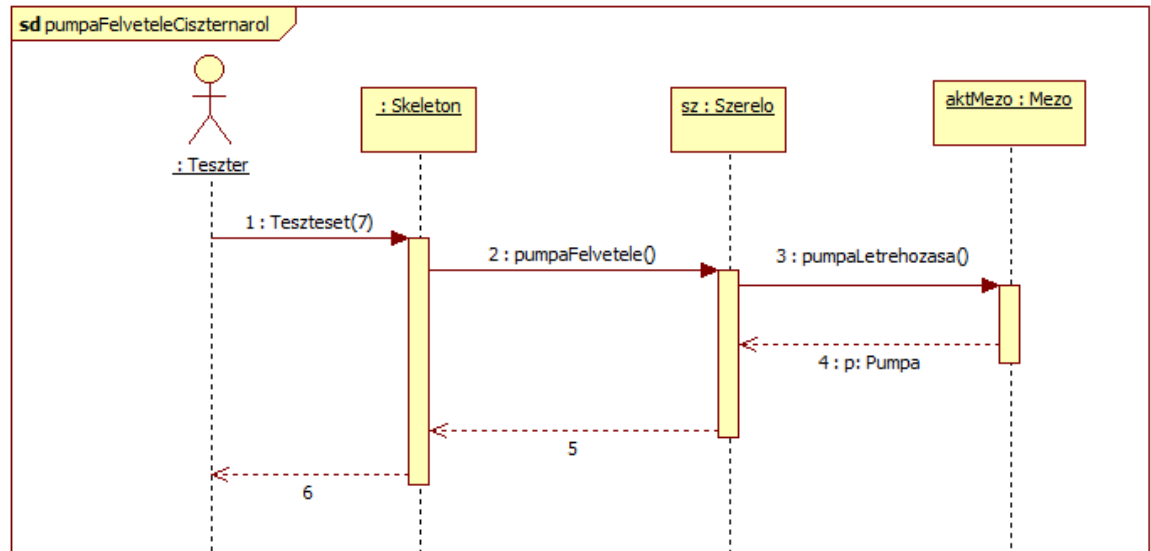 sd pumpaFelveteleCiszternarol
: Teszter
: Skeleton
sz : Szerelo
aktMezo : Mezo
1 : Teszteset(7)
2 : pumpaFelvetele()
3 : pumpaLetrehozasa()
4 : p: Pumpa
5
6